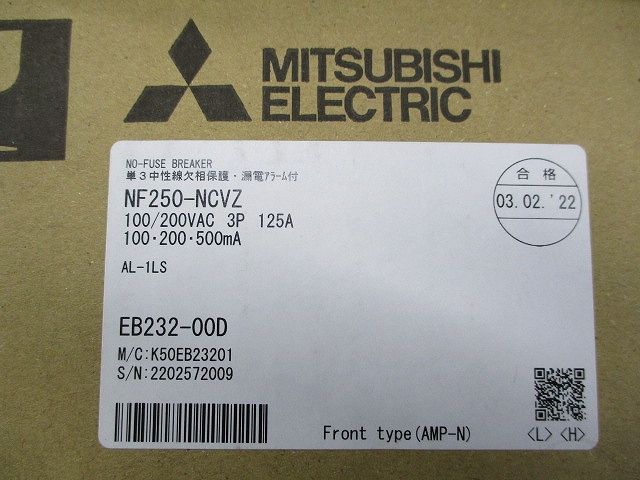 MITSUBISHI
ELECTRIC
NO-FUSE BREAKER
単3中性線欠相保護・漏電ｱﾗｰﾑ付
NF250-NCVZ
100/200VAC 3P 125A
100・200・500mA
AL-1LS
合格
03.02.'22
EB232-00D
M/C:K50EB23201
S/N:2202572009
Front type(AMP-N)
<L> <H>